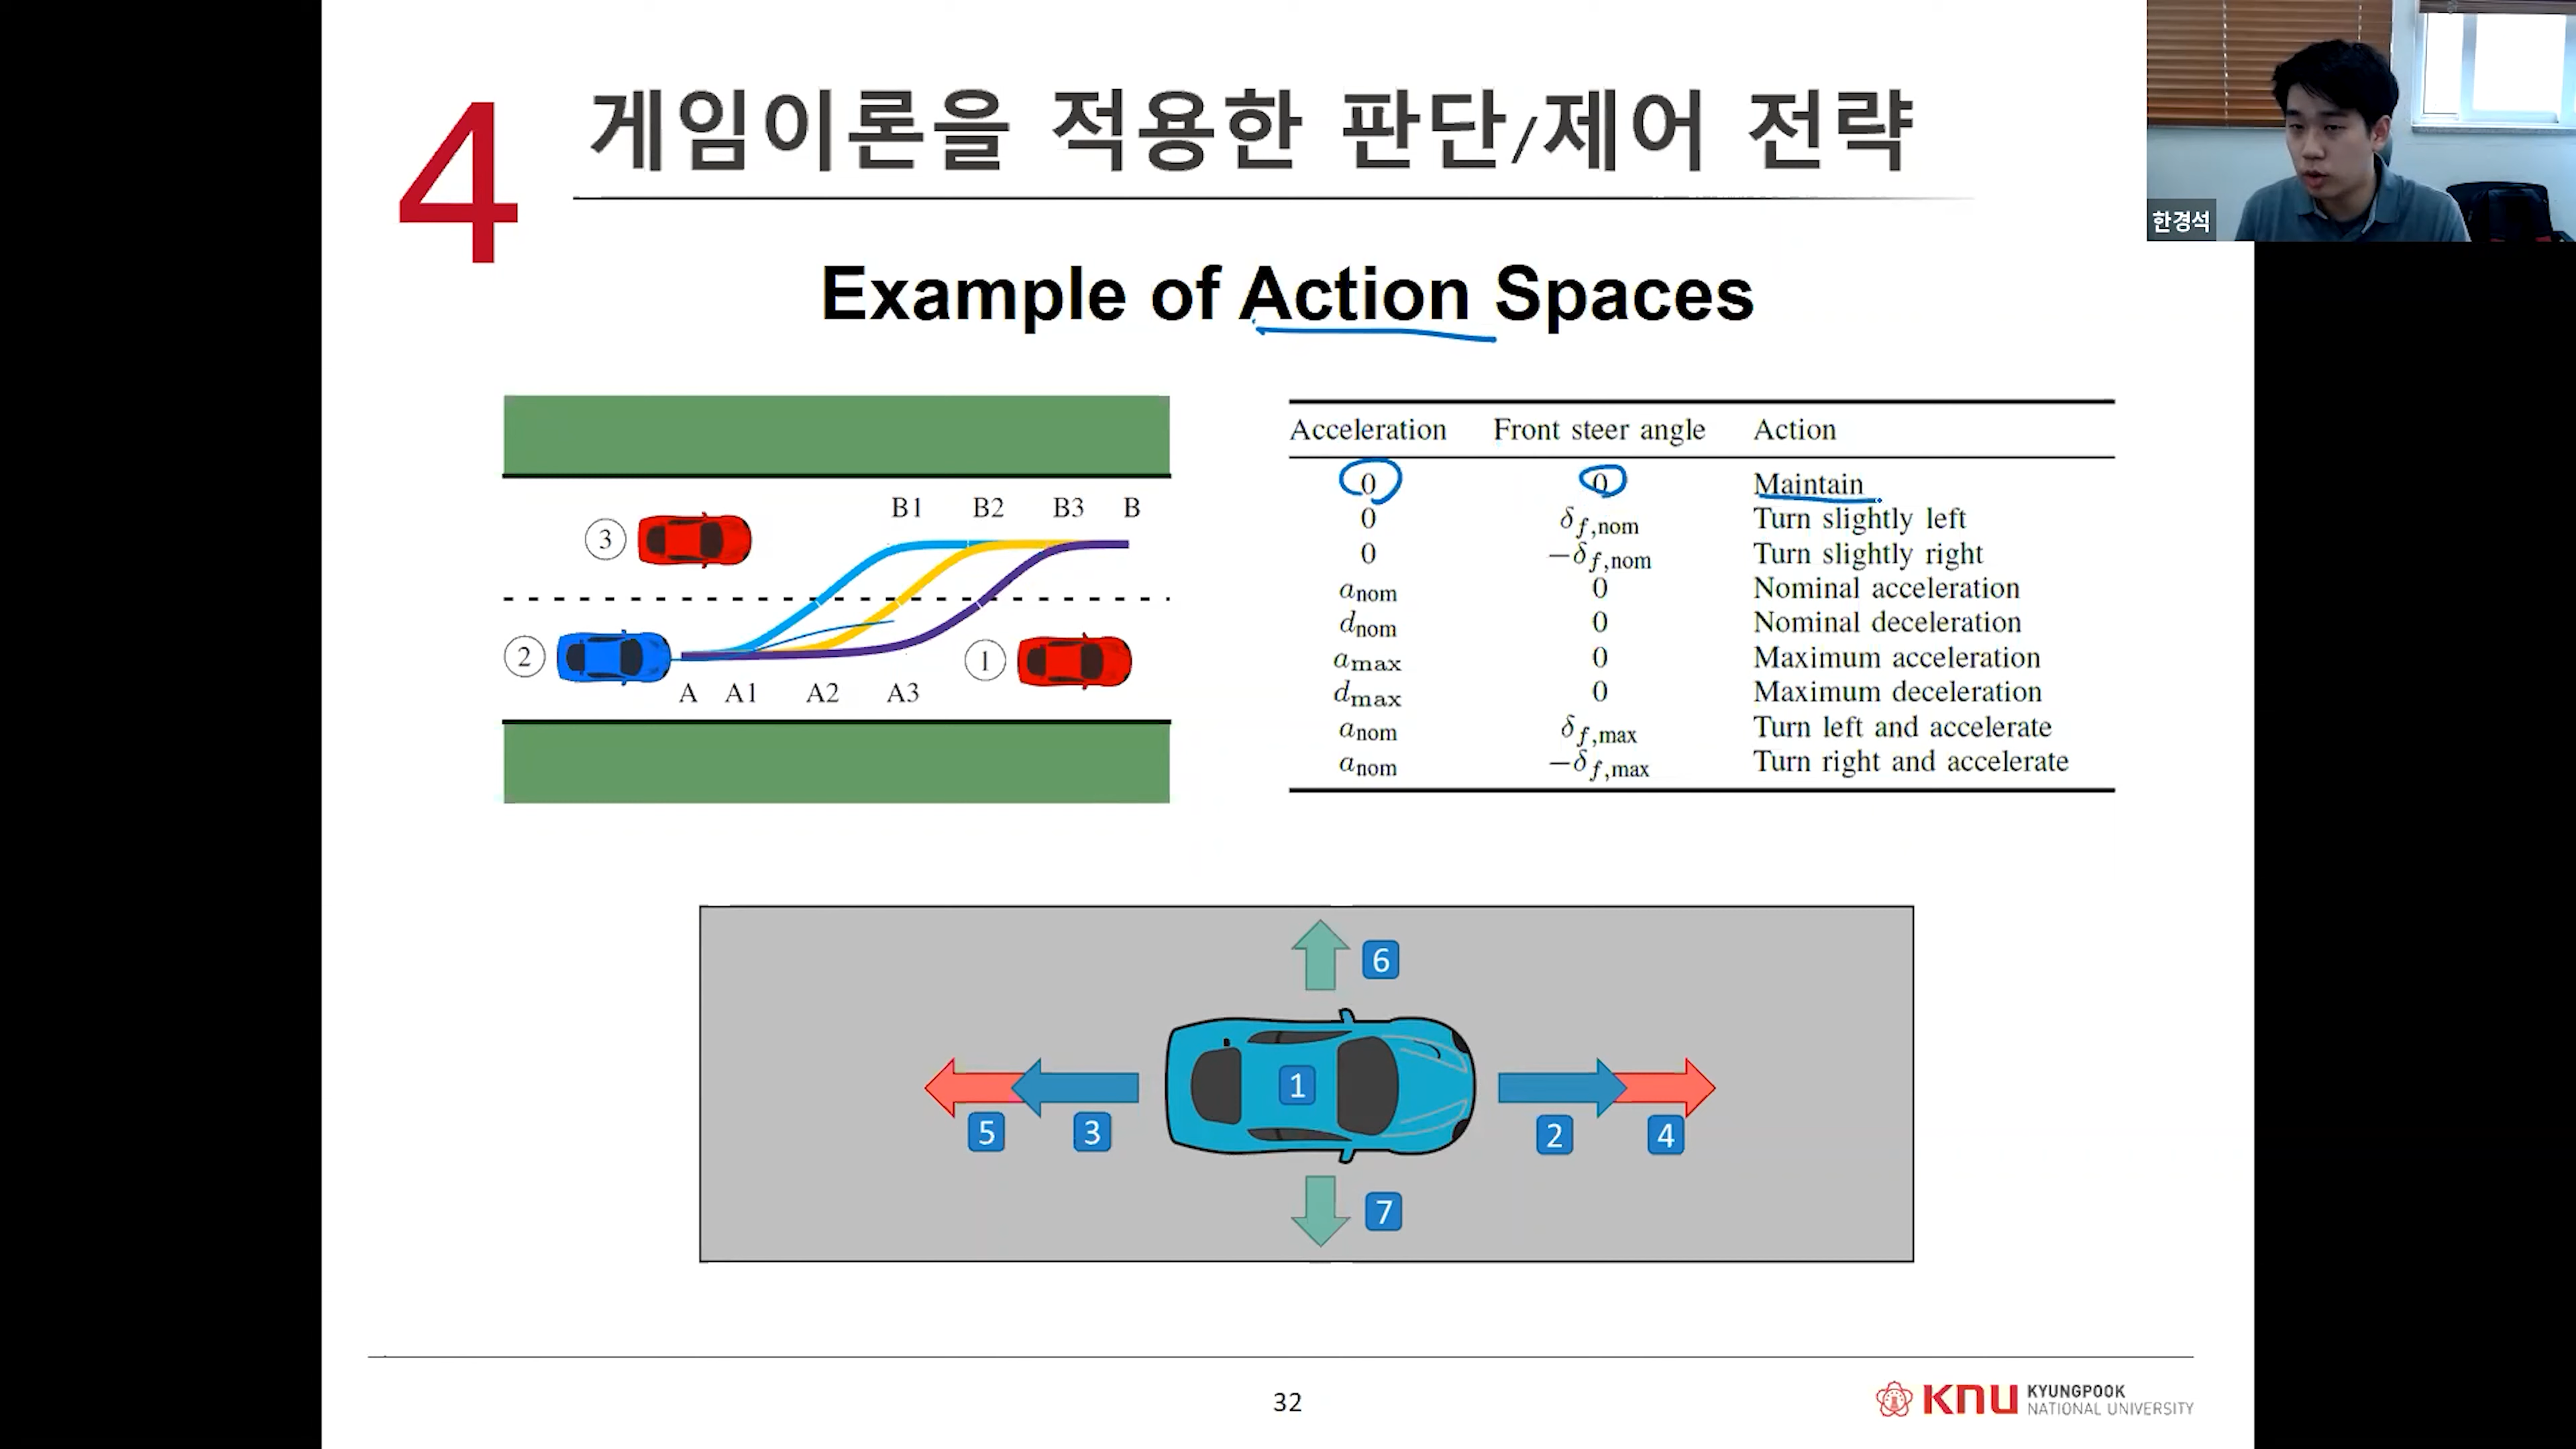 4
게임이론을 적용한 판단/제어 전략
한경석
Example of Action Spaces
B1 B2 B3 B
3
2
1
A A1 A2 A3
Acceleration Front steer angle Action
0 0 Maintain
0 δf,nom Turn slightly left
0 −δf,nom Turn slightly right
anom 0 Nominal acceleration
dnom 0 Nominal deceleration
amax 0 Maximum acceleration
dmax 0 Maximum deceleration
anom δf,max Turn left and accelerate
anom −δf,max Turn right and accelerate
6
1
5 3 2 4
7
32
KNU KYUNGPOOK
NATIONAL UNIVERSITY